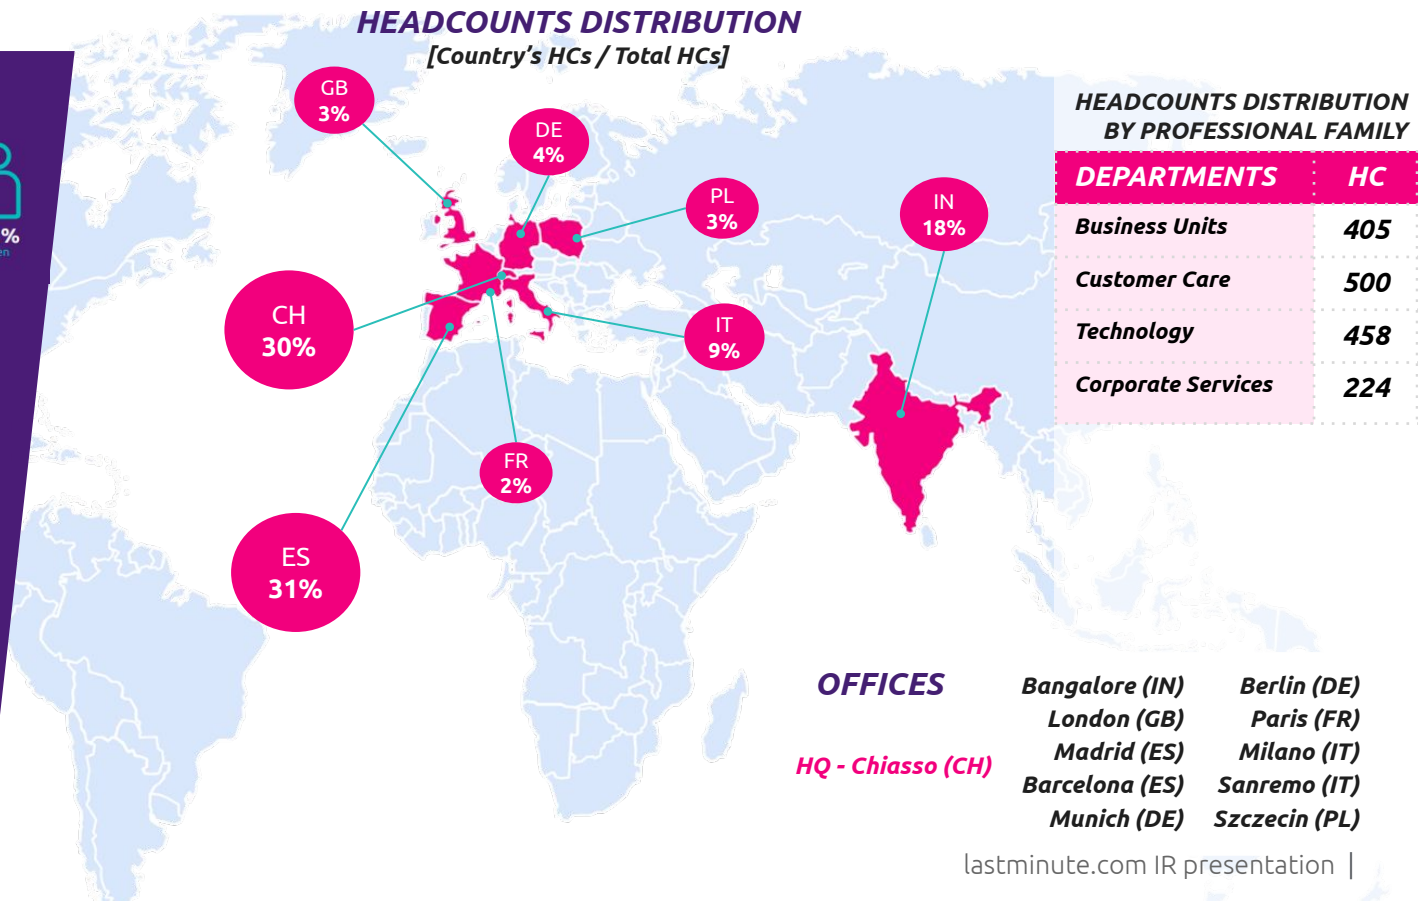 HEADCOUNTS DISTRIBUTION
[Country's HCs / Total HCs]
GB
3%
DE
4%
PL
3%
IN
18%
CH
30%
IT
9%
FR
2%
ES
31%
%
en
HEADCOUNTS DISTRIBUTION
BY PROFESSIONAL FAMILY
DEPARTMENTS HC
Business Units 405
Customer Care 500
Technology 458
Corporate Services 224
OFFICES
HQ - Chiasso (CH)
Bangalore (IN) Berlin (DE)
London (GB) Paris (FR)
Madrid (ES) Milano (IT)
Barcelona (ES) Sanremo (IT)
Munich (DE) Szczecin (PL)
lastminute.com IR presentation |